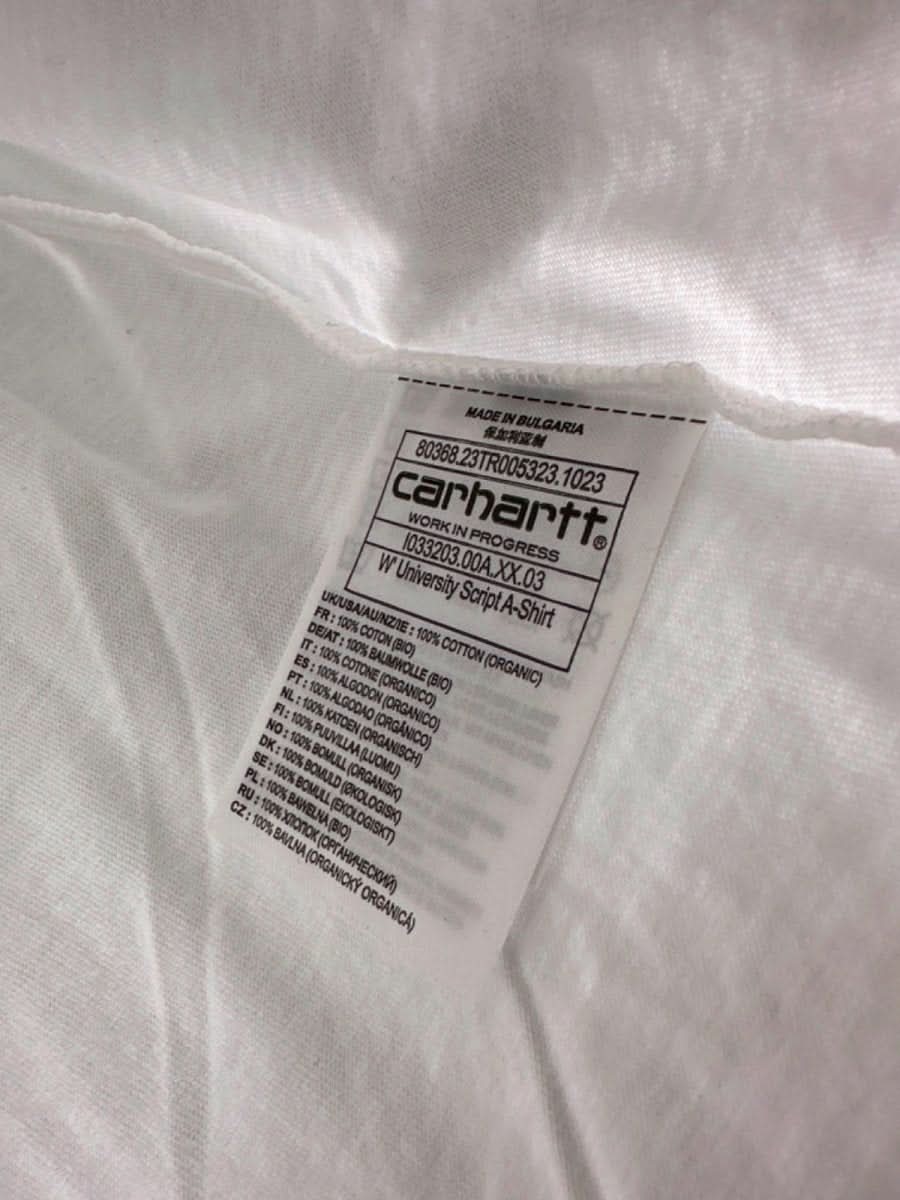 MADE IN BULGARIA
保加利亚制
80368.23TR005323.1023
carhartt®
WORK IN PROGRESS
I033203.00A.XX.03
W' University Script A-Shirt
UK/USA/AU/NZ/IE : 100% COTTON (ORGANIC)
FR : 100% COTON (BIO)
DE/AT : 100% BAUMWOLLE (BIO)
IT : 100% COTONE (ORGANICO)
ES : 100% ALGODON (ORGANICO)
PT : 100% ALGODAO (ORGÂNICO)
NL : 100% KATOEN (ORGANISCH)
FI : 100% PUUVILLAA (LUOMU)
NO : 100% BOMULL (ORGANISK)
DK : 100% BOMULD (ØKOLOGISK)
SE : 100% BOMULL (EKOLOGISKT)
PL : 100% BAWELNA (BIO)
RU : 100% ХЛОПОК (ОРГАНИЧЕСКИЙ)
CZ : 100% BAVLNA (ORGANICKÝ ORGANICÁ)